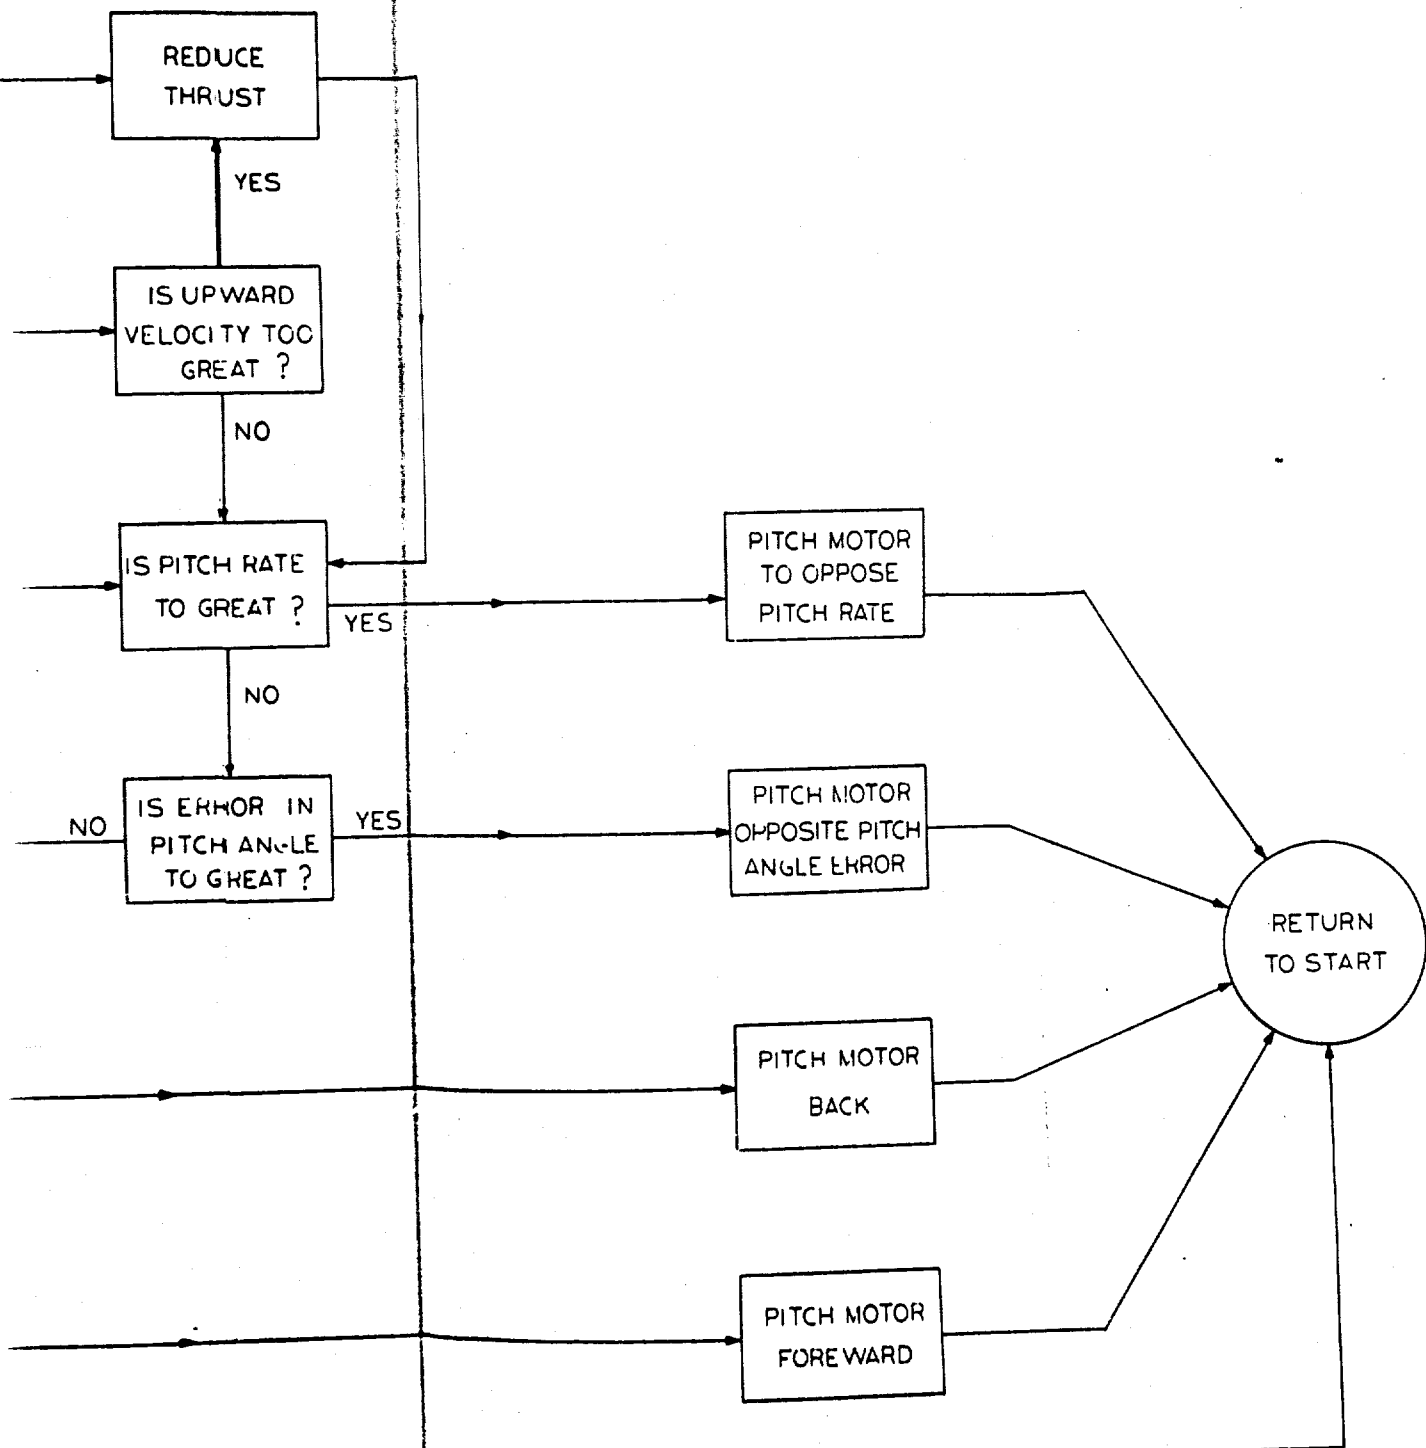 REDUCE
THRUST
YES
IS UPWARD
VELOCITY TOO
GREAT ?
NO
IS PITCH RATE
TO GREAT ?
YES
PITCH MOTOR
TO OPPOSE
PITCH RATE
NO
IS ERROR IN
PITCH ANGLE
TO GREAT ?
NO
YES
PITCH MOTOR
OPPOSITE PITCH
ANGLE ERROR
RETURN
TO START
PITCH MOTOR
BACK
PITCH MOTOR
FOREWARD